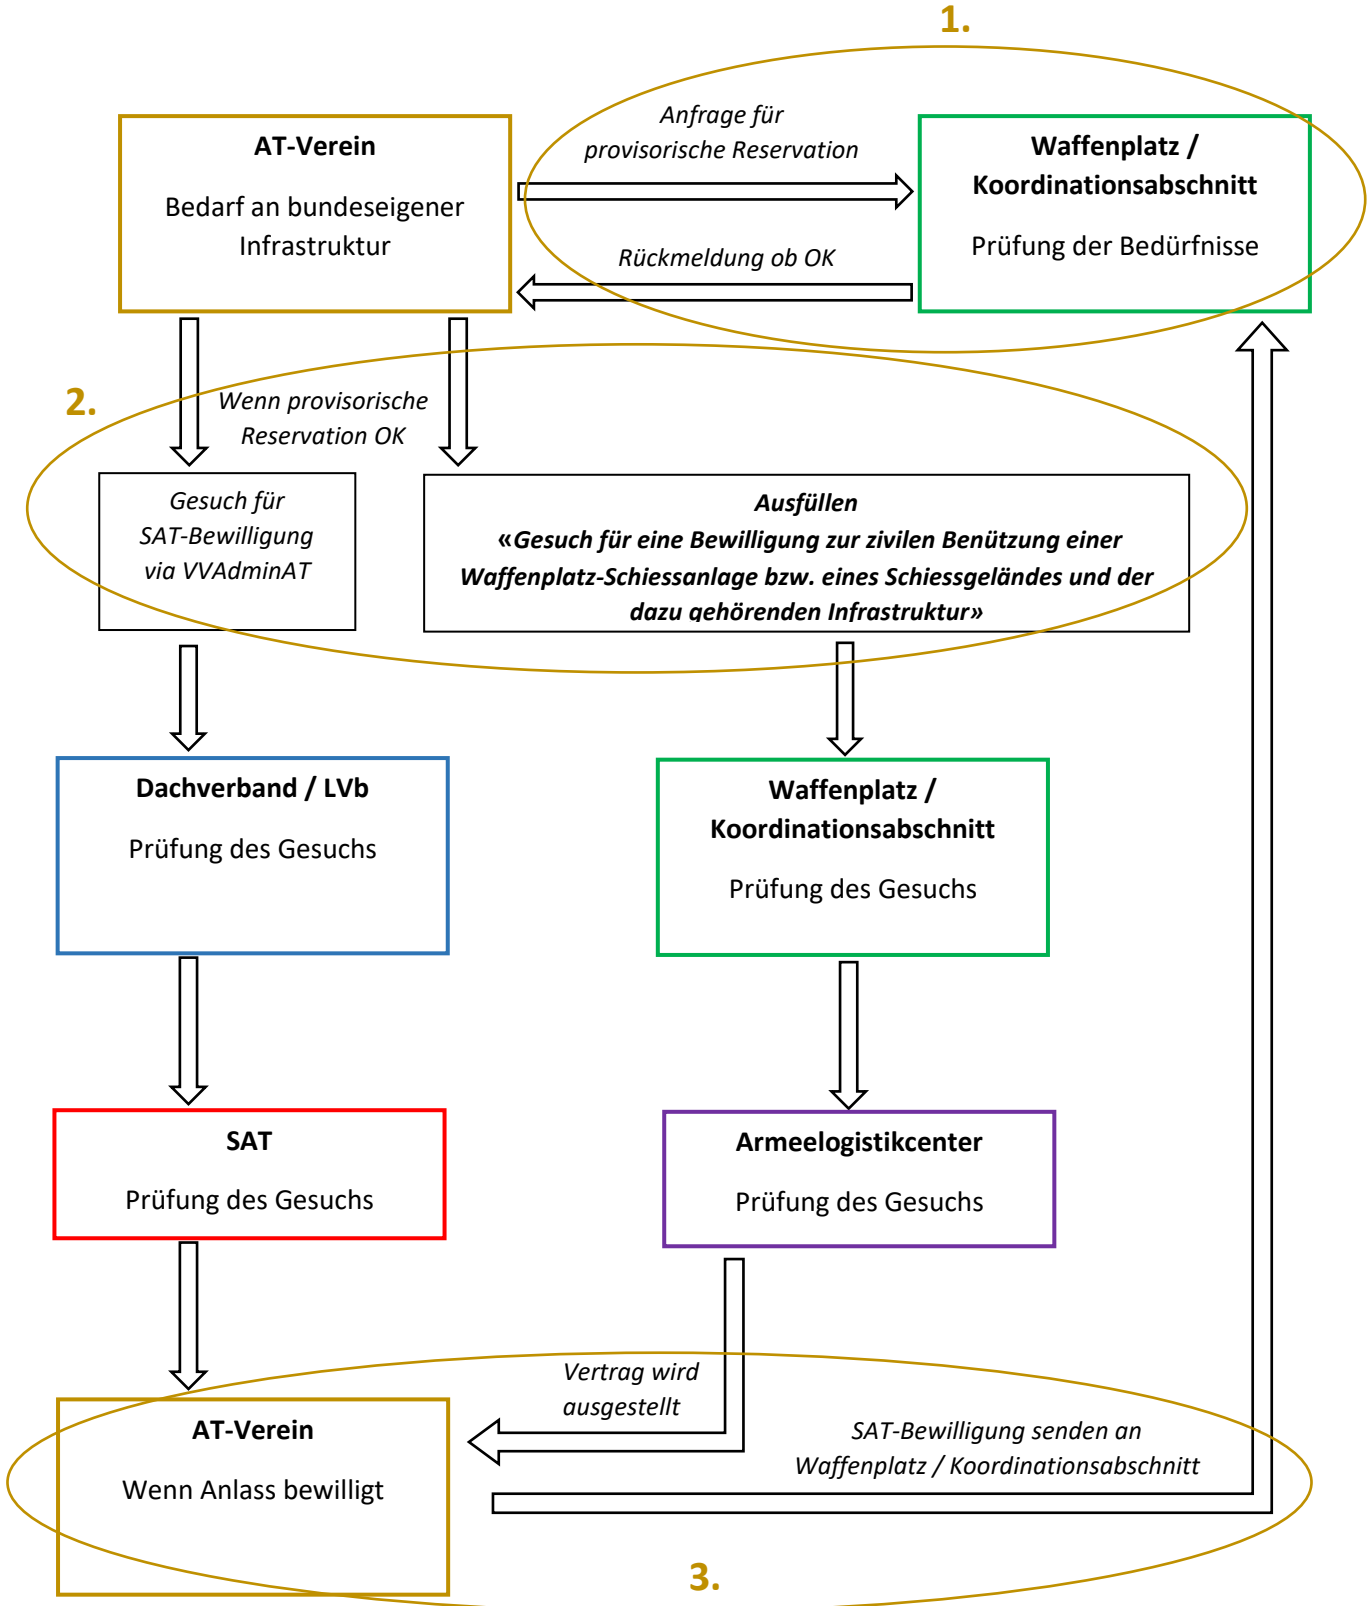 1.
AT-Verein
Bedarf an bundeseigener
Infrastruktur
Anfrage für
provisorische Reservation
Rückmeldung ob OK
Waffenplatz /
Koordinationsabschnitt
Prüfung der Bedürfnisse
2.
Wenn provisorische
Reservation OK
Gesuch für
SAT-Bewilligung
via VVAdminAT
Ausfüllen
«Gesuch für eine Bewilligung zur zivilen Benützung einer
Waffenplatz-Schiessanlage bzw. eines Schiessgeländes und der
dazu gehörenden Infrastruktur»
Dachverband / LVb
Prüfung des Gesuchs
Waffenplatz /
Koordinationsabschnitt
Prüfung des Gesuchs
SAT
Prüfung des Gesuchs
Armeelogistikcenter
Prüfung des Gesuchs
Vertrag wird
ausgestellt
AT-Verein
Wenn Anlass bewilligt
SAT-Bewilligung senden an
Waffenplatz / Koordinationsabschnitt
3.